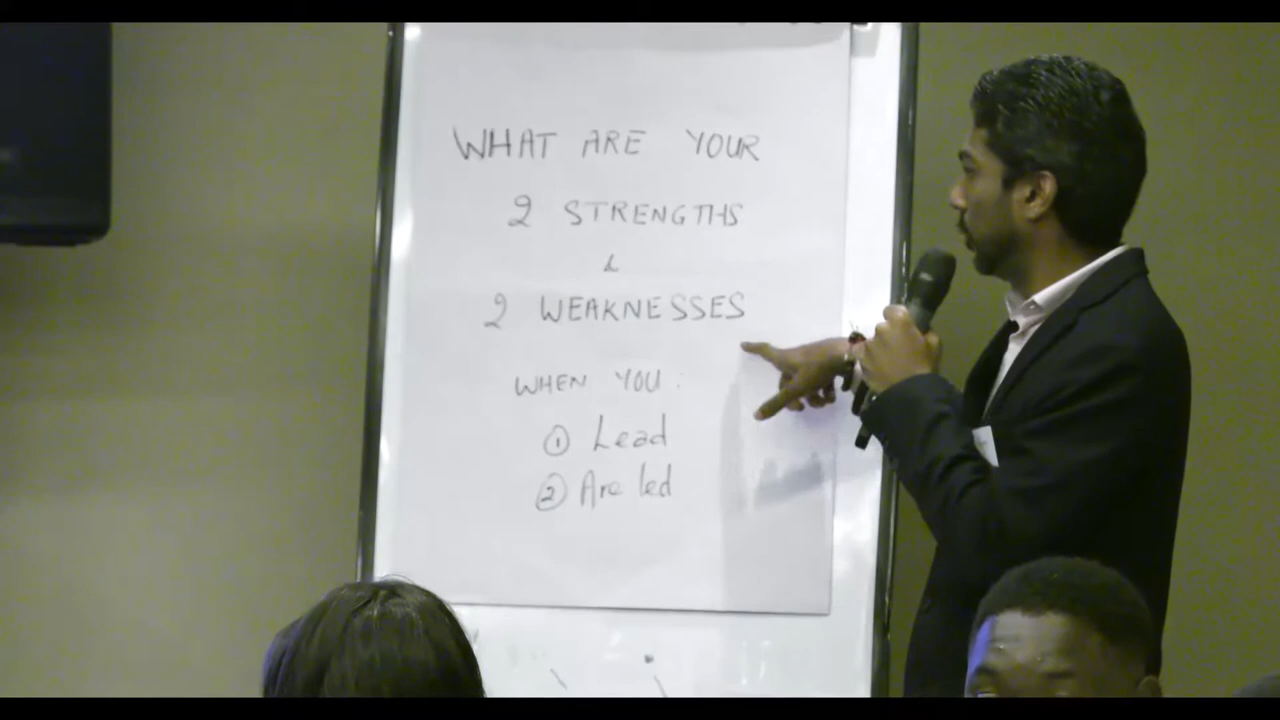 WHAT ARE YOUR
2 STRENGTHS
&
2 WEAKNESSES
WHEN YOU :
① Lead
② Are led